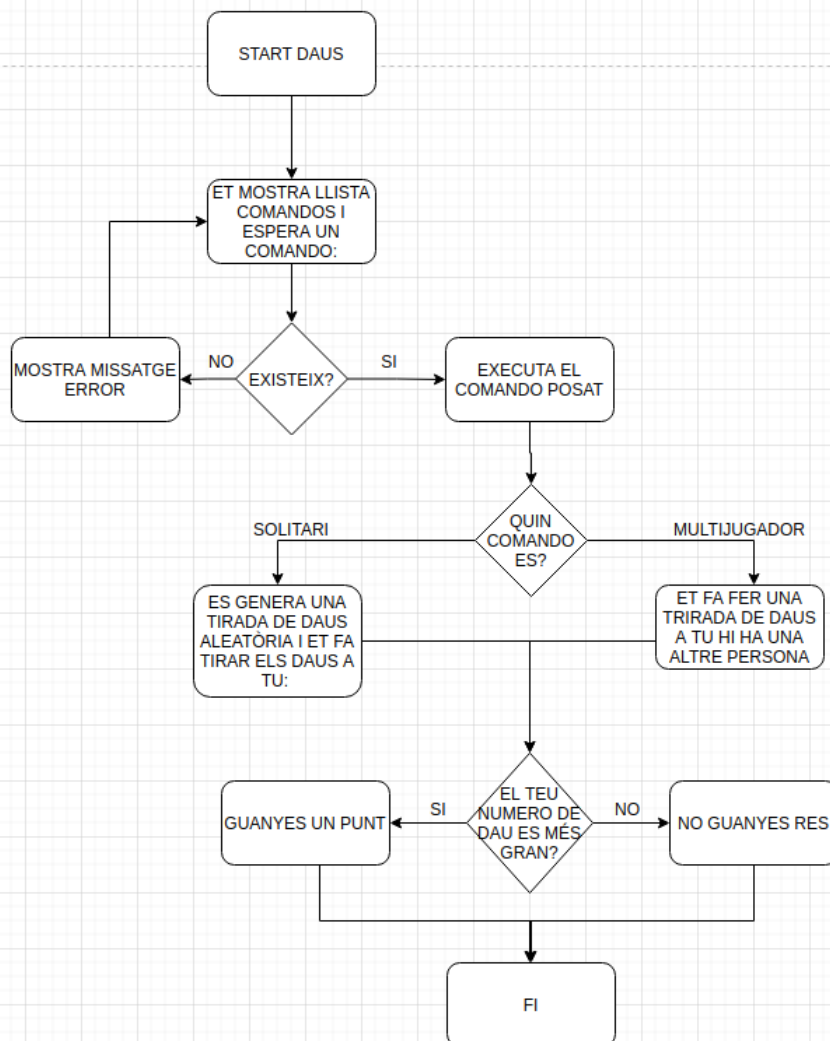 START DAUS
ET MOSTRA LLISTA
COMANDOS I
ESPERA UN
COMANDO:
MOSTRA MISSATGE
ERROR
NO
EXISTEIX?
SI
EXECUTA EL
COMANDO POSAT
SOLITARI
QUIN
COMANDO
ES?
MULTIJUGADOR
ES GENERA UNA
TIRADA DE DAUS
ALEATÒRIA I ET FA
TIRAR ELS DAUS A
TU:
ET FA FER UNA
TRIRADA DE DAUS
A TU HI HA UNA
ALTRE PERSONA
GUANYES UN PUNT
SI
EL TEU
NUMERO DE
DAU ES MÉS
GRAN?
NO
NO GUANYES RES
FI